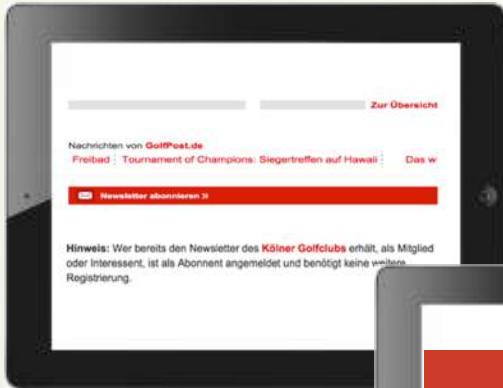 Zur Übersicht
Nachrichten von GolfPost.de
Freibad Tournament of Champions: Siegertreffen auf Hawaii Das w
Newsletter abonnieren »
Hinweis: Wer bereits den Newsletter des Kölner Golfclubs erhält, als Mitglied
oder Interessent, ist als Abonnent angemeldet und benötigt keine weitere
Registrierung.